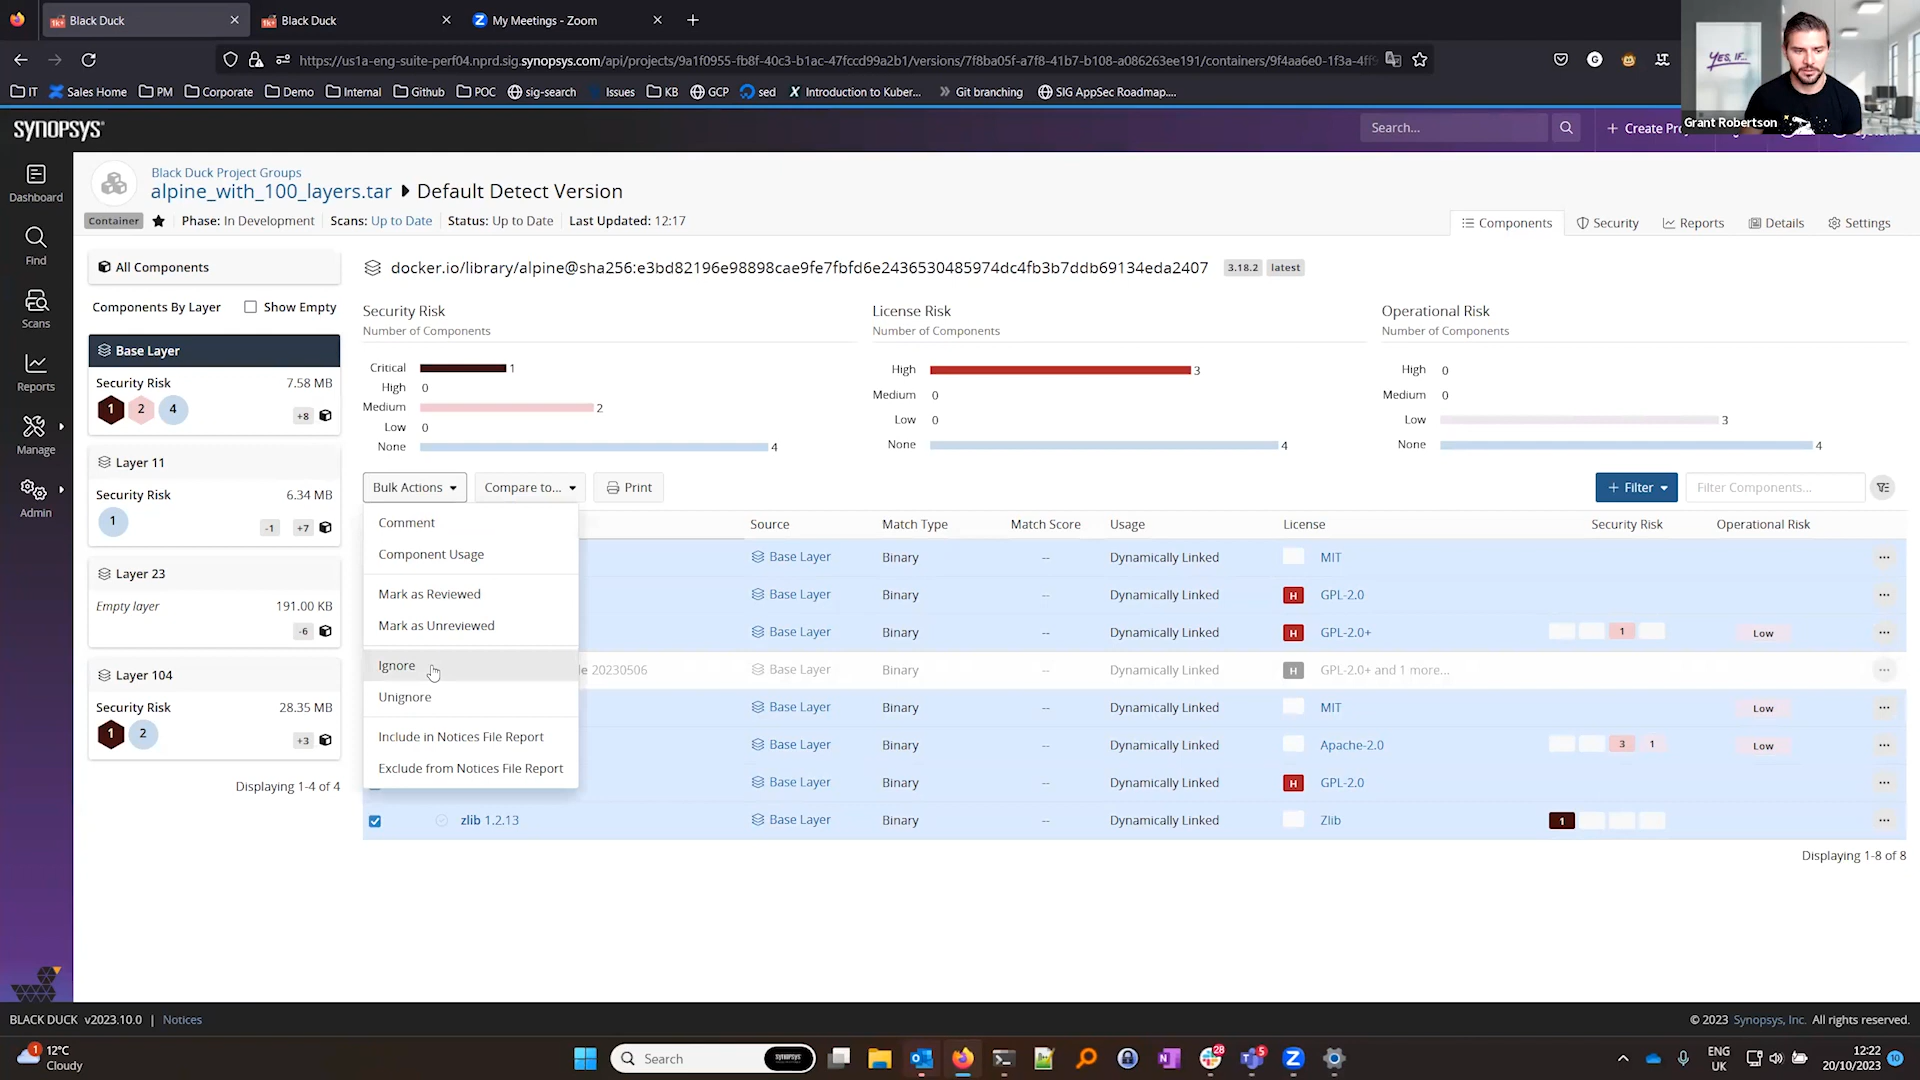 Black Duck
Black Duck
My Meetings - Zoom
https://us1a-eng-suite-perf04.nprd.sig.synopsys.com/api/projects/9a1f0955-fb8f-40c3-b1ac-47fccd99a2b1/versions/7f8ba05f-a7f8-41b7-b108-a086263ee191/containers/9f4aa6e0-1f3a-4ff9
IT
Sales Home
PM
Corporate
Demo
Internal
Github
POC
sig-search
Issues
KB
GCP
sed
Introduction to Kuber...
Git branching
SIG AppSec Roadmap....
YES, IF...
Grant Robertson
SYNOPSYS
Search...
+ Create Pr
Dashboard
Find
Scans
Reports
Manage
Admin
Black Duck Project Groups
alpine_with_100_layers.tar Default Detect Version
Container Phase: In Development Scans: Up to Date Status: Up to Date Last Updated: 12:17
Components
Security
Reports
Details
Settings
All Components
Components By Layer Show Empty
Base Layer
Security Risk 7.58 MB
1 2 4 +8
Layer 11
Security Risk 6.34 MB
1 -1 +7
Layer 23
Empty layer 191.00 KB
-6
Layer 104
Security Risk 28.35 MB
1 2 +3
Displaying 1-4 of 4
docker.io/library/alpine@sha256:e3bd82196e98898cae9fe7fbfd6e2436530485974dc4fb3b7ddb69134eda2407 3.18.2 latest
Security Risk
Number of Components
Critical 1
High 0
Medium 2
Low 0
None 4
License Risk
Number of Components
High 3
Medium 0
Low 0
None 4
Operational Risk
Number of Components
High 0
Medium 0
Low 3
None 4
Bulk Actions Compare to... Print
+ Filter Filter Components...
Comment
Component Usage
Mark as Reviewed
Mark as Unreviewed
Ignore
Unignore
Include in Notices File Report
Exclude from Notices File Report
Source Match Type Match Score Usage License Security Risk Operational Risk
Base Layer Binary -- Dynamically Linked MIT ...
Base Layer Binary -- Dynamically Linked H GPL-2.0 ...
Base Layer Binary -- Dynamically Linked H GPL-2.0+ 1 Low ...
le 20230506 Base Layer Binary -- Dynamically Linked H GPL-2.0+ and 1 more... ...
Base Layer Binary -- Dynamically Linked MIT Low ...
Base Layer Binary -- Dynamically Linked Apache-2.0 3 1 Low ...
Base Layer Binary -- Dynamically Linked H GPL-2.0 ...
zlib 1.2.13 Base Layer Binary -- Dynamically Linked Zlib 1 ...
Displaying 1-8 of 8
BLACK DUCK v2023.10.0 | Notices
© 2023 Synopsys, Inc. All rights reserved.
1
12°C
Cloudy
Search
SYNOPSYS
28
5
ENG
UK
12:22
20/10/2023
10